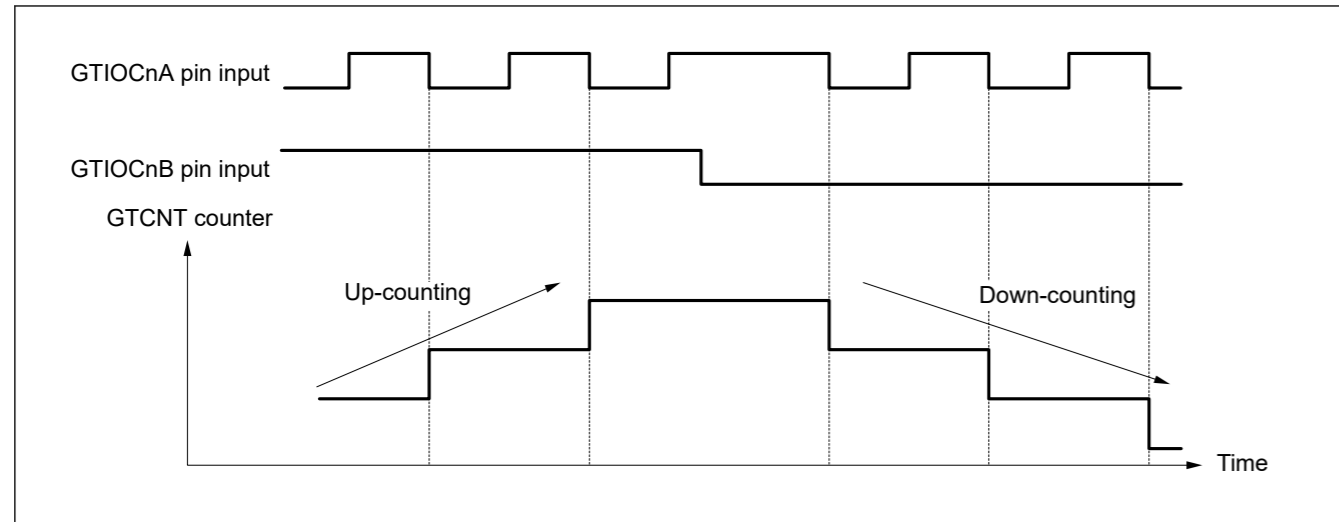 GTIOCnA pin input
GTIOCnB pin input
GTCNT counter
Up-counting
Down-counting
Time